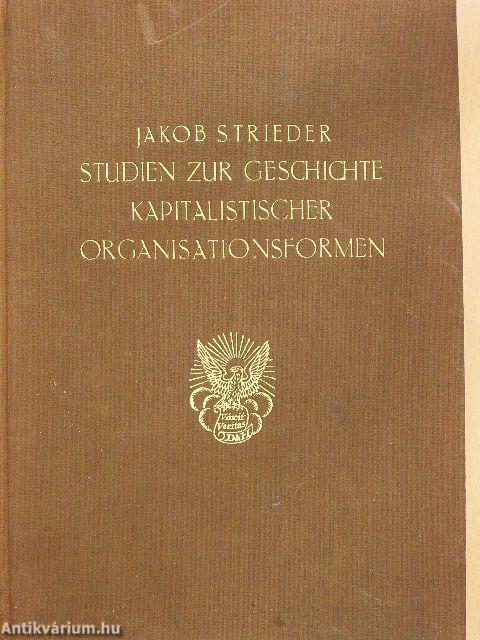 JAKOB STRIEDER
STUDIEN ZUR GESCHICHTE
KAPITALISTISCHER
ORGANISATIONSFORMEN
Vincit
Veritas
D&H
Antikvárium.hu